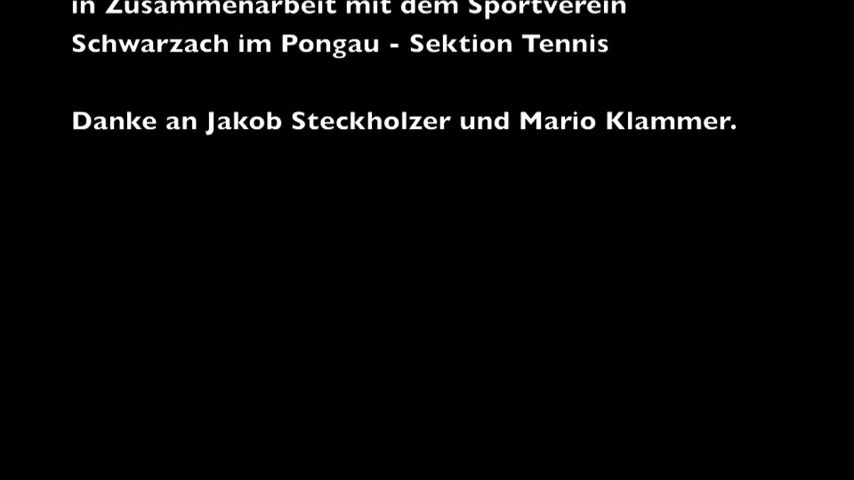 in Zusammenarbeit mit dem Sportverein
Schwarzach im Pongau - Sektion Tennis
Danke an Jakob Steckholzer und Mario Klammer.